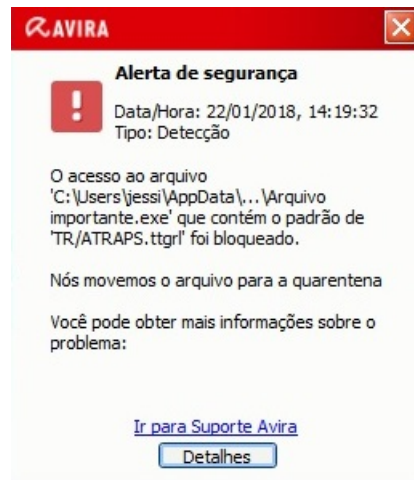 AVIRA
Alerta de segurança
Data/Hora: 22/01/2018, 14:19:32
Tipo: Detecção
O acesso ao arquivo
'C:\Users\jessi\AppData\...\Arquivo
importante.exe' que contém o padrão de
'TR/ATRAPS.ttgrl' foi bloqueado.
Nós movemos o arquivo para a quarentena
Você pode obter mais informações sobre o
problema:
Ir para Suporte Avira
Detalhes